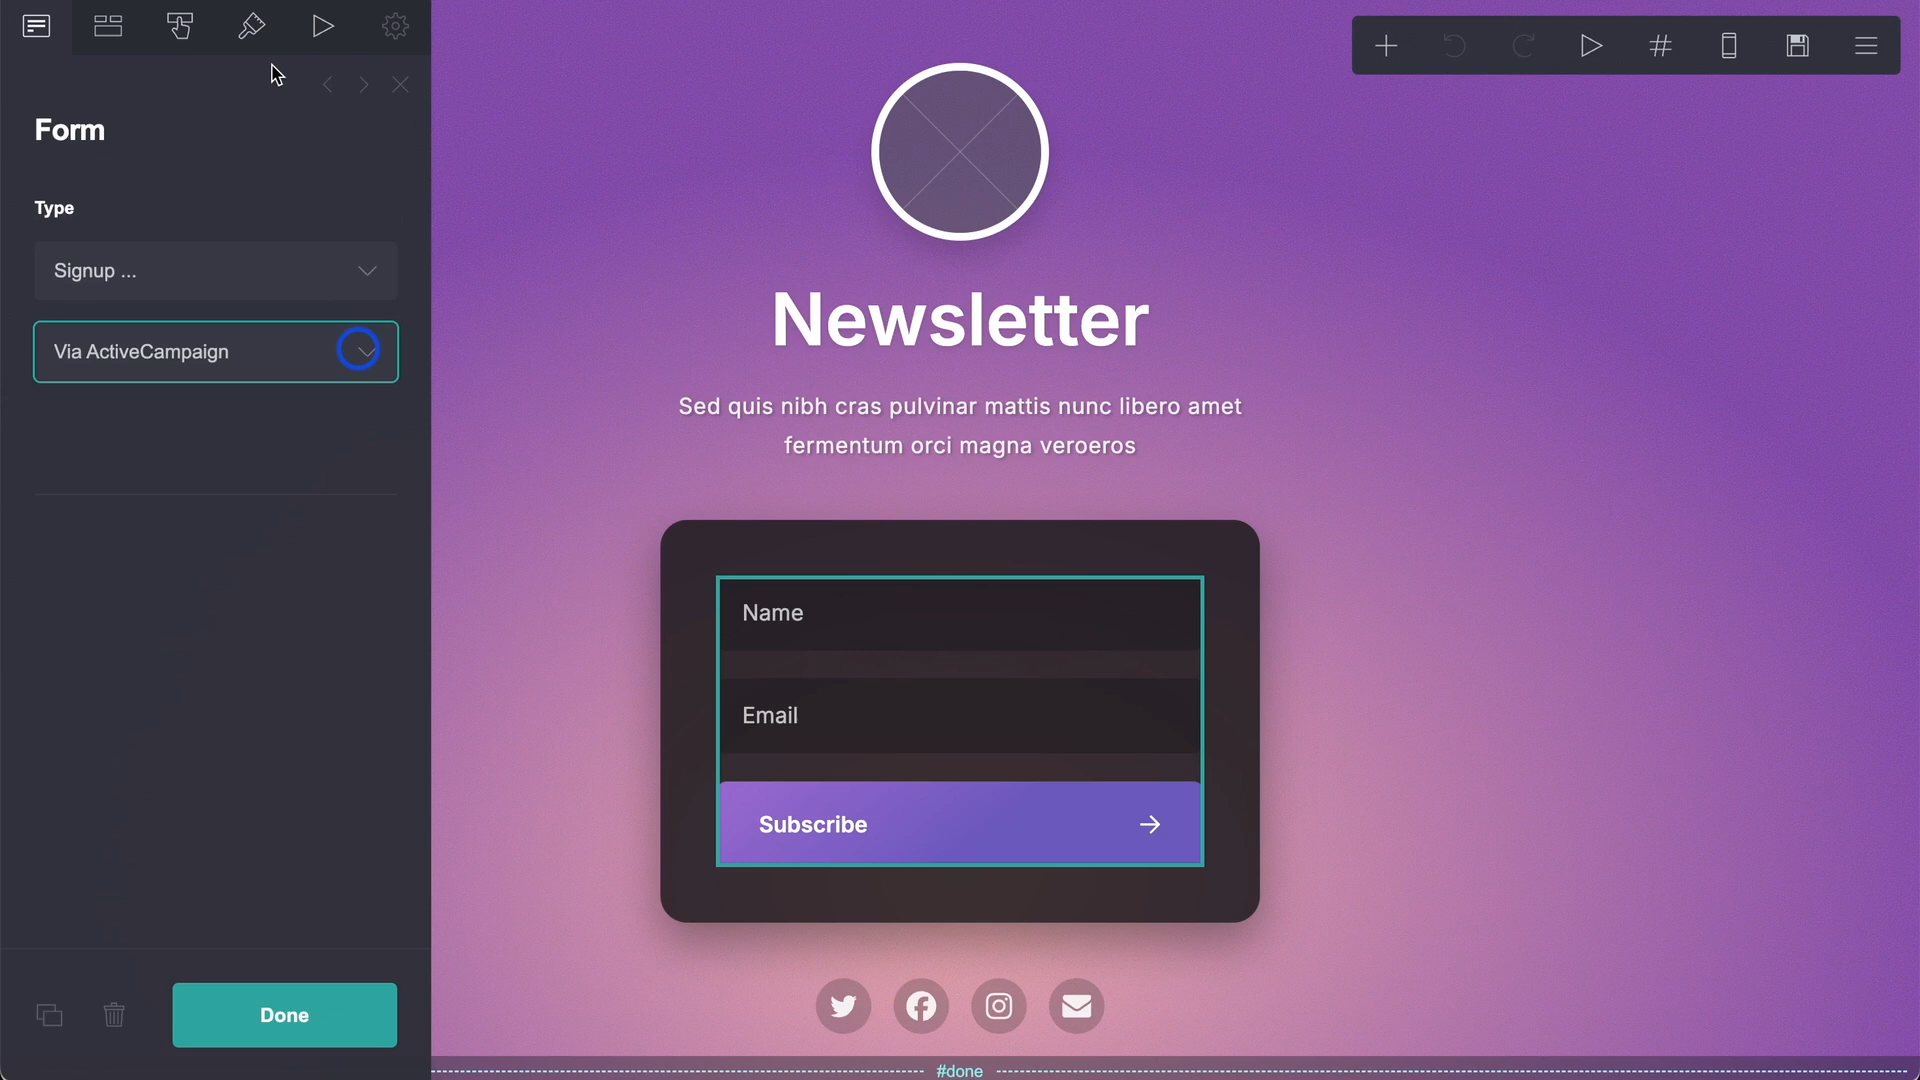 Form
Type
Signup ...
Via ActiveCampaign
Done
Newsletter
Sed quis nibh cras pulvinar mattis nunc libero amet
fermentum orci magna veroeros
Name
Email
Subscribe
#done